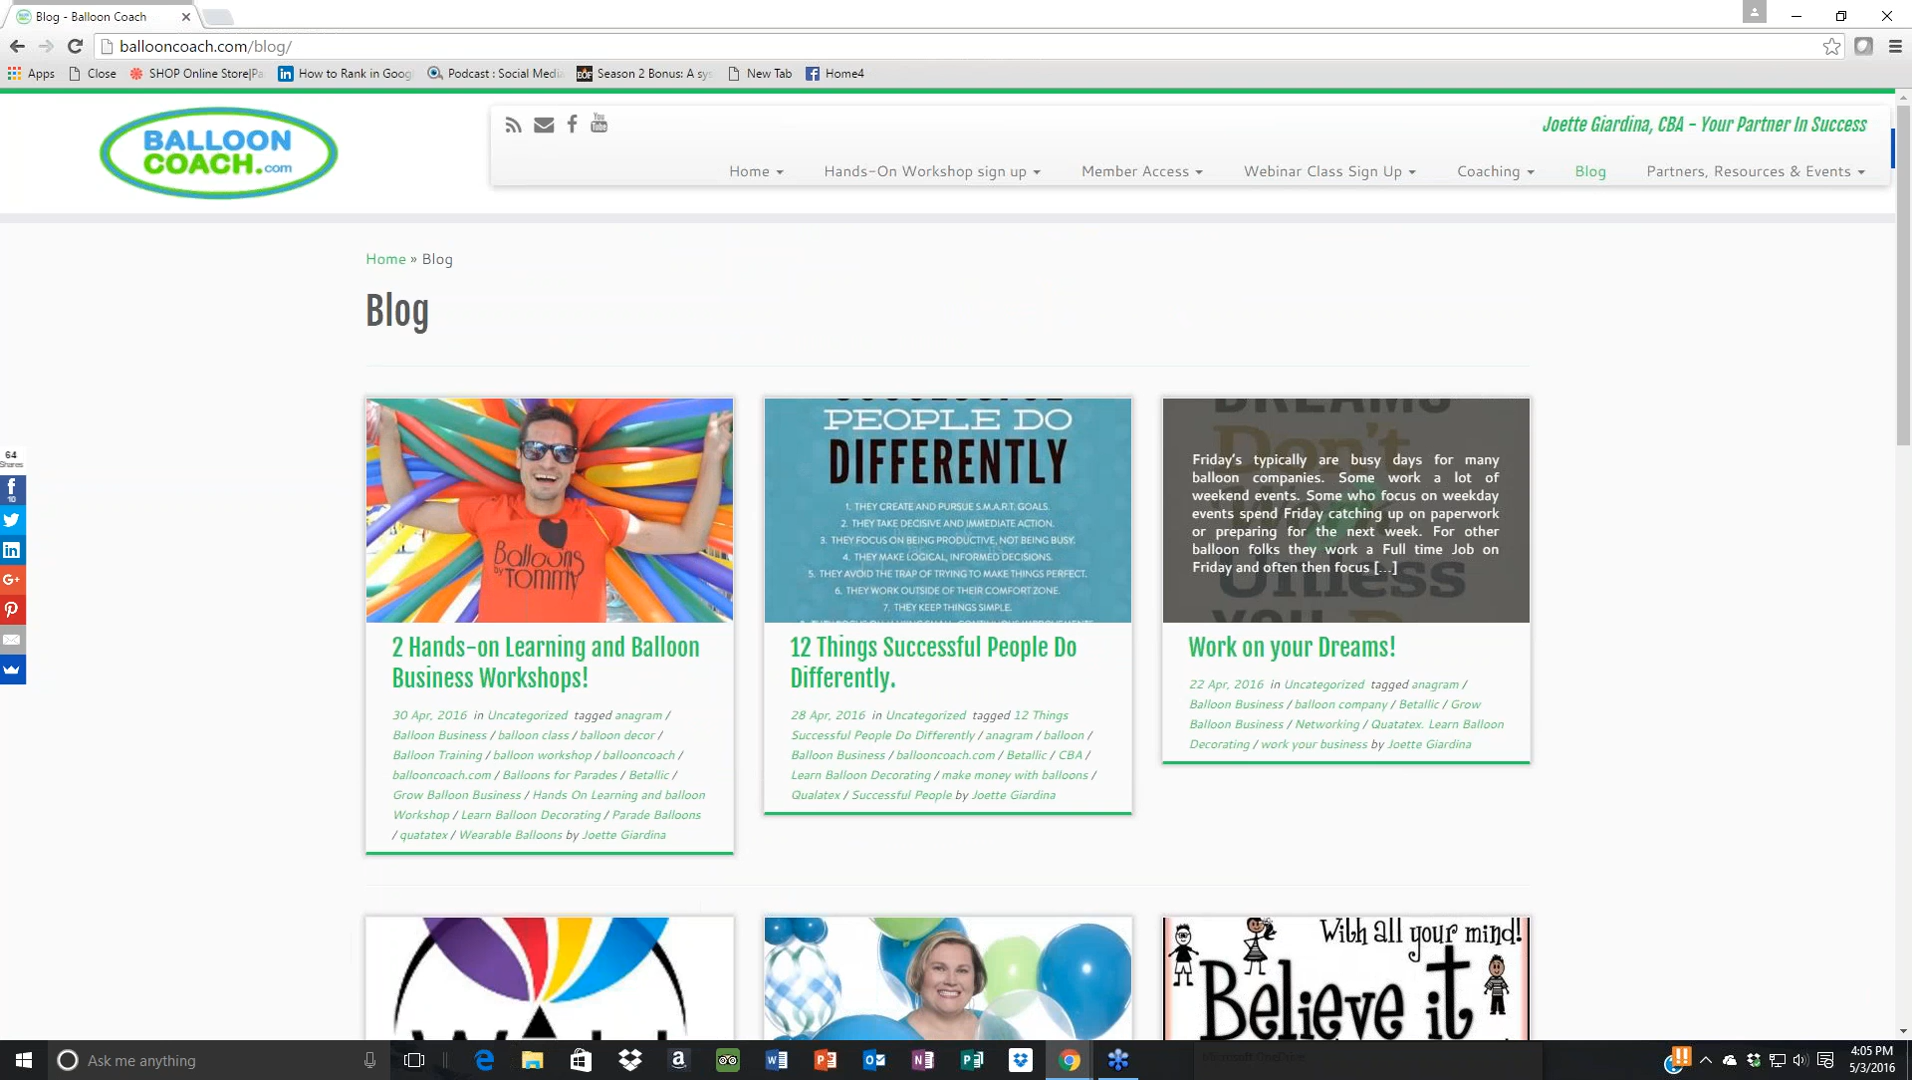 Blog - Balloon Coach
ballooncoach.com/blog/
Apps Close SHOP Online Store|Pa How to Rank in Goog Podcast : Social Media Season 2 Bonus: A sys New Tab Home4
BALLOON
COACH.com
You
Tube
Joette Giardina, CBA - Your Partner In Success
Home Hands-On Workshop sign up Member Access Webinar Class Sign Up Coaching Blog Partners, Resources & Events
Home » Blog
Blog
64
Shares
10
Balloons
by TOMMY
PEOPLE DO
DIFFERENTLY
1. THEY CREATE AND PURSUE S.M.A.R.T. GOALS.
2. THEY TAKE DECISIVE AND IMMEDIATE ACTION.
3. THEY FOCUS ON BEING PRODUCTIVE, NOT BEING BUSY.
4. THEY MAKE LOGICAL, INFORMED DECISIONS.
5. THEY AVOID THE TRAP OF TRYING TO MAKE THINGS PERFECT.
6. THEY WORK OUTSIDE OF THEIR COMFORT ZONE.
7. THEY KEEP THINGS SIMPLE.
DREAMS
Don't
Unless
YOU
Friday's typically are busy days for many
balloon companies. Some work a lot of
weekend events. Some who focus on weekday
events spend Friday catching up on paperwork
or preparing for the next week. For other
balloon folks they work a Full time Job on
Friday and often then focus [...]
2 Hands-on Learning and Balloon
Business Workshops!
30 Apr, 2016 in Uncategorized tagged anagram /
Balloon Business / balloon class / balloon decor /
Balloon Training / balloon workshop / ballooncoach /
ballooncoach.com / Balloons for Parades / Betallic /
Grow Balloon Business / Hands On Learning and balloon
Workshop / Learn Balloon Decorating / Parade Balloons
/ quatatex / Wearable Balloons by Joette Giardina
12 Things Successful People Do
Differently.
28 Apr, 2016 in Uncategorized tagged 12 Things
Successful People Do Differently / anagram / balloon /
Balloon Business / ballooncoach.com / Betallic / CBA /
Learn Balloon Decorating / make money with balloons /
Qualatex / Successful People by Joette Giardina
Work on your Dreams!
22 Apr, 2016 in Uncategorized tagged anagram /
Balloon Business / balloon company / Betallic / Grow
Balloon Business / Networking / Quatatex. Learn Balloon
Decorating / work your business by Joette Giardina
With all your mind!
Believe it
Ask me anything
Microsoft OneDrive
4:05 PM
5/3/2016